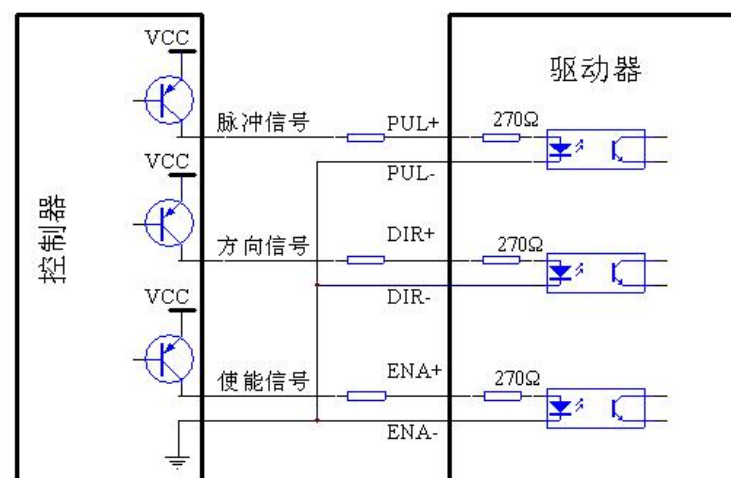 VCC
驱动器
脉冲信号
PUL+
270Ω
PUL-
VCC
控制器
方向信号
DIR+
270Ω
DIR-
VCC
使能信号
ENA+
270Ω
ENA-